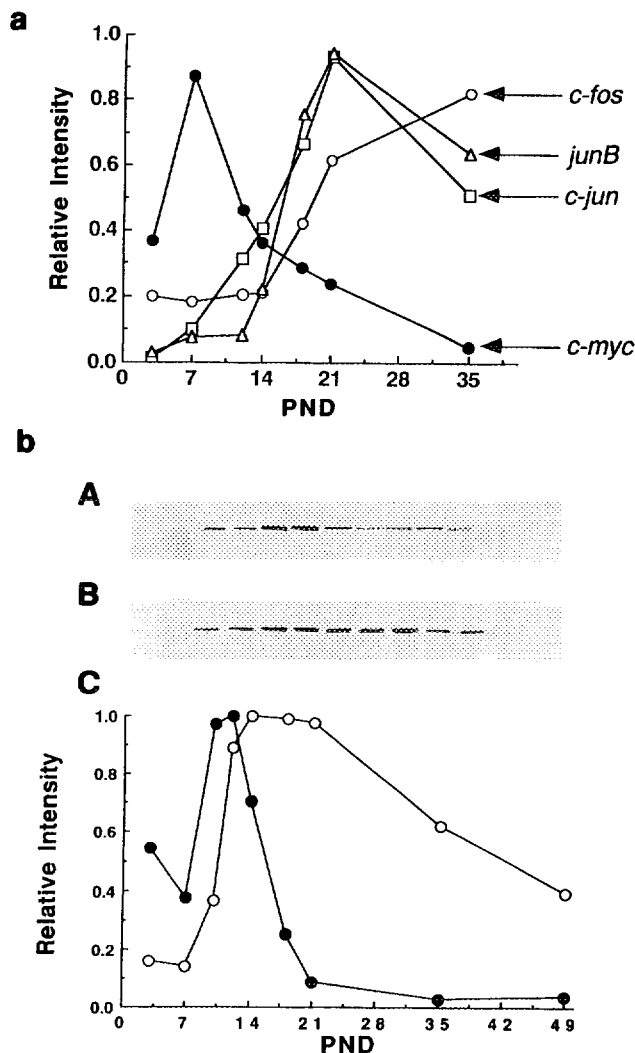 a
1.0
0.8
0.6
0.4
0.2
0.0
Relative Intensity
0 7 14 21 28 35
PND
c-fos
junB
c-jun
c-myc
b
A
B
C
1.0
0.8
0.6
0.4
0.2
0.0
Relative Intensity
0 7 14 21 28 35 42 49
PND